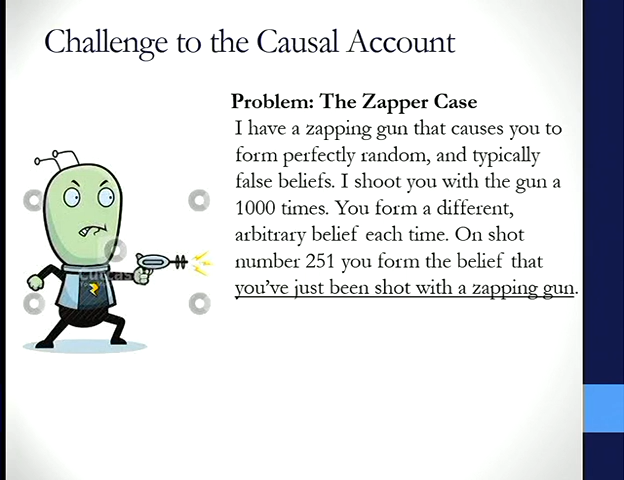 Challenge to the Causal Account
Problem: The Zapper Case
I have a zapping gun that causes you to
form perfectly random, and typically
false beliefs. I shoot you with the gun a
1000 times. You form a different,
arbitrary belief each time. On shot
number 251 you form the belief that
you've just been shot with a zapping gun.